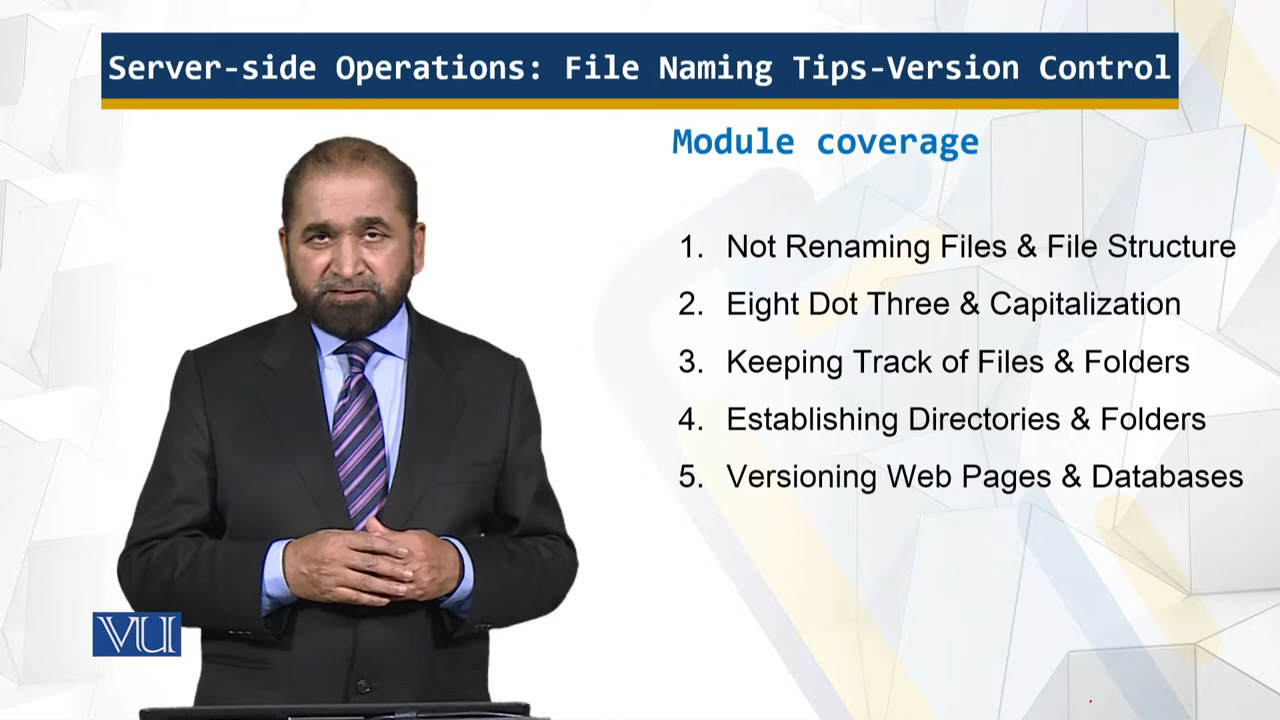 Server-side Operations: File Naming Tips-Version Control
Module coverage
1. Not Renaming Files & File Structure
2. Eight Dot Three & Capitalization
3. Keeping Track of Files & Folders
4. Establishing Directories & Folders
5. Versioning Web Pages & Databases
VU